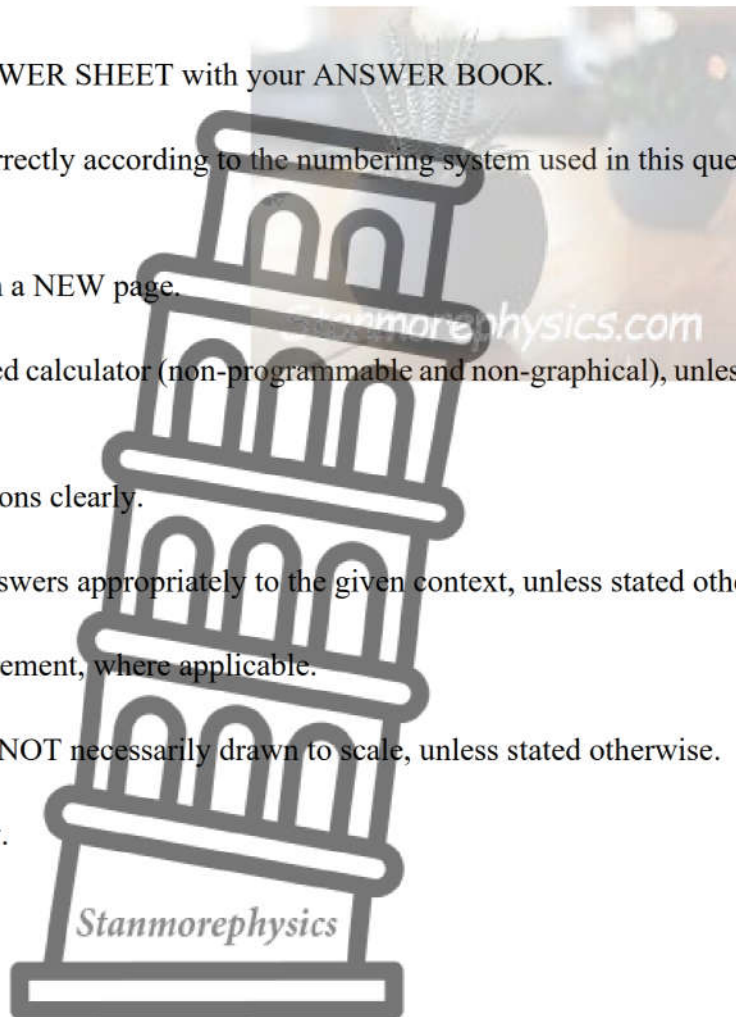 WER SHEET with your ANSWER BOOK.
rrectly according to the numbering system used in this que
n a NEW page.
Stanmorephysics.com
ed calculator (non-programmable and non-graphical), unles
ons clearly.
swers appropriately to the given context, unless stated othe
ement, where applicable.
NOT necessarily drawn to scale, unless stated otherwise.
Stanmorephysics